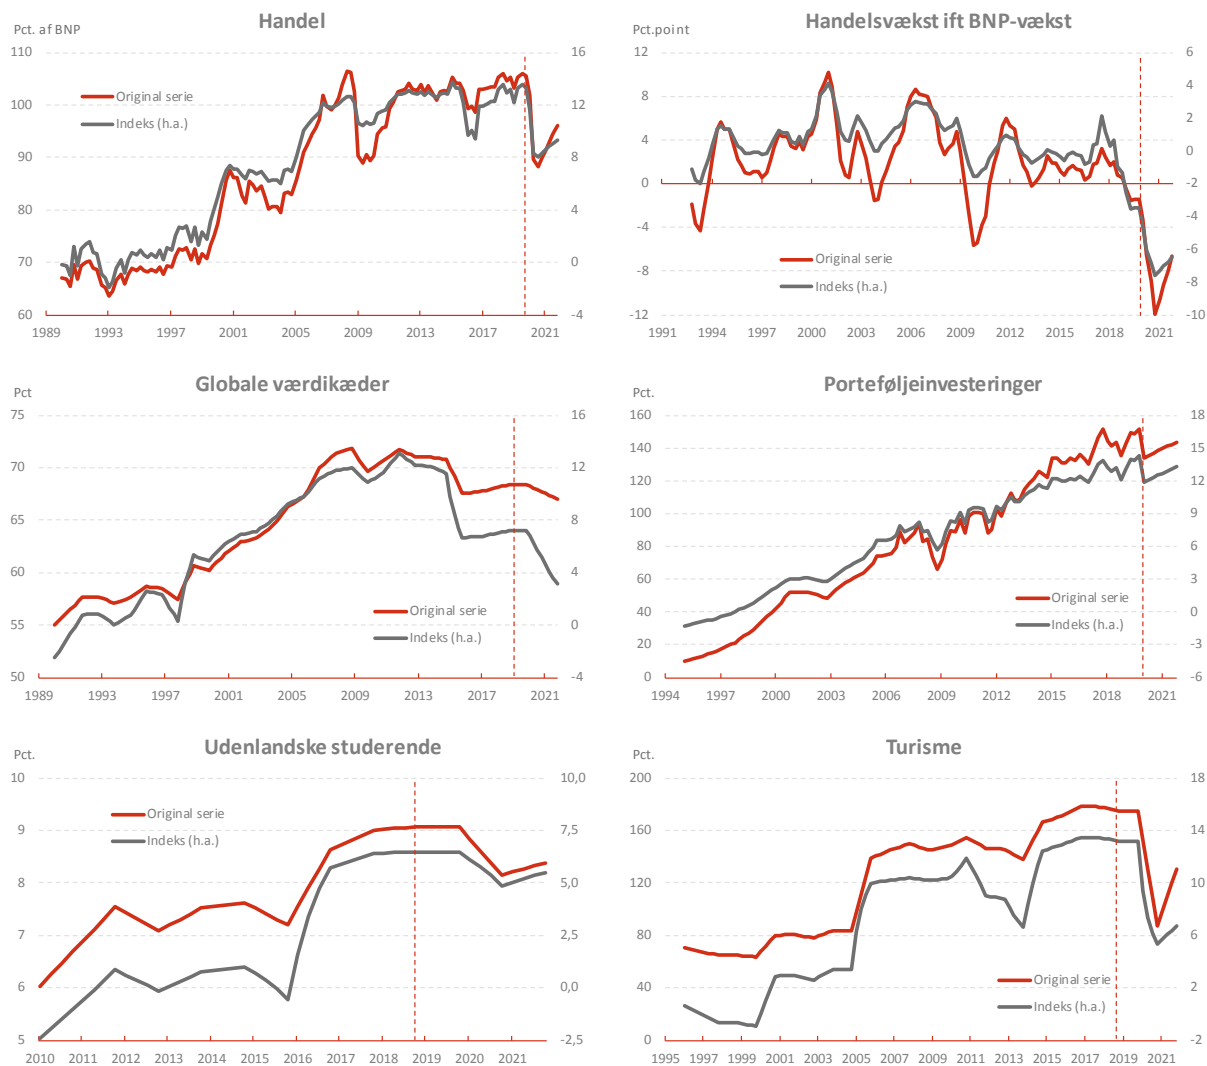 Handel
Pct. af BNP
110
100
90
80
70
60
16
12
8
4
0
-4
Original serie
Indeks (h.a.)
1989 1993 1997 2001 2005 2009 2013 2017 2021
Handelsvækst ift BNP-vækst
Pct.point
12
8
4
0
-4
-8
-12
6
4
2
0
-2
-4
-6
-8
-10
Original serie
Indeks (h.a.)
1991 1994 1997 2000 2003 2006 2009 2012 2015 2018 2021
Globale værdikæder
Pct
75
70
65
60
55
50
16
12
8
4
0
-4
Original serie
Indeks (h.a.)
1989 1993 1997 2001 2005 2009 2013 2017 2021
Porteføljeinvesteringer
Pct.
160
140
120
100
80
60
40
20
0
18
15
12
9
6
3
0
-3
-6
Original serie
Indeks (h.a.)
1994 1997 2000 2003 2006 2009 2012 2015 2018 2021
Udenlandske studerende
Pct.
10
9
8
7
6
5
10,0
7,5
5,0
2,5
0,0
-2,5
Original serie
Indeks (h.a.)
2010 2011 2012 2013 2014 2015 2016 2017 2018 2019 2020 2021
Turisme
Pct.
200
160
120
80
40
0
18
14
10
6
2
-2
Original serie
Indeks (h.a.)
1995 1997 1999 2001 2003 2005 2007 2009 2011 2013 2015 2017 2019 2021